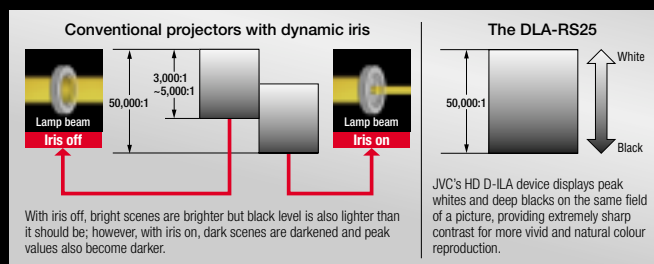 Conventional projectors with dynamic iris
50,000:1
3,000:1
~5,000:1
Lamp beam
Iris off
Lamp beam
Iris on
With iris off, bright scenes are brighter but black level is also lighter than
it should be; however, with iris on, dark scenes are darkened and peak
values also become darker.
The DLA-RS25
50,000:1
White
Black
JVC's HD D-ILA device displays peak
whites and deep blacks on the same field
of a picture, providing extremely sharp
contrast for more vivid and natural colour
reproduction.